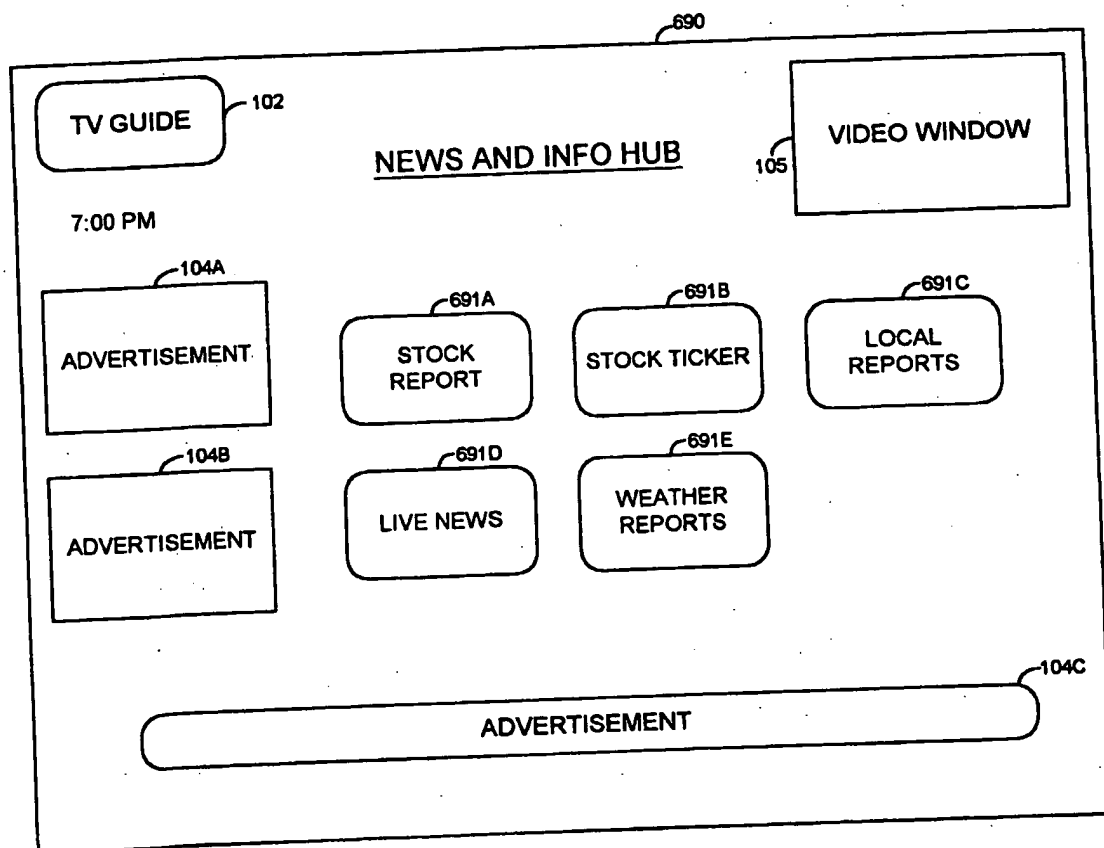 690
TV GUIDE
102
NEWS AND INFO HUB
105
VIDEO WINDOW
7:00 PM
104A
ADVERTISEMENT
691A
STOCK
REPORT
691B
STOCK TICKER
691C
LOCAL
REPORTS
104B
ADVERTISEMENT
691D
LIVE NEWS
691E
WEATHER
REPORTS
104C
ADVERTISEMENT